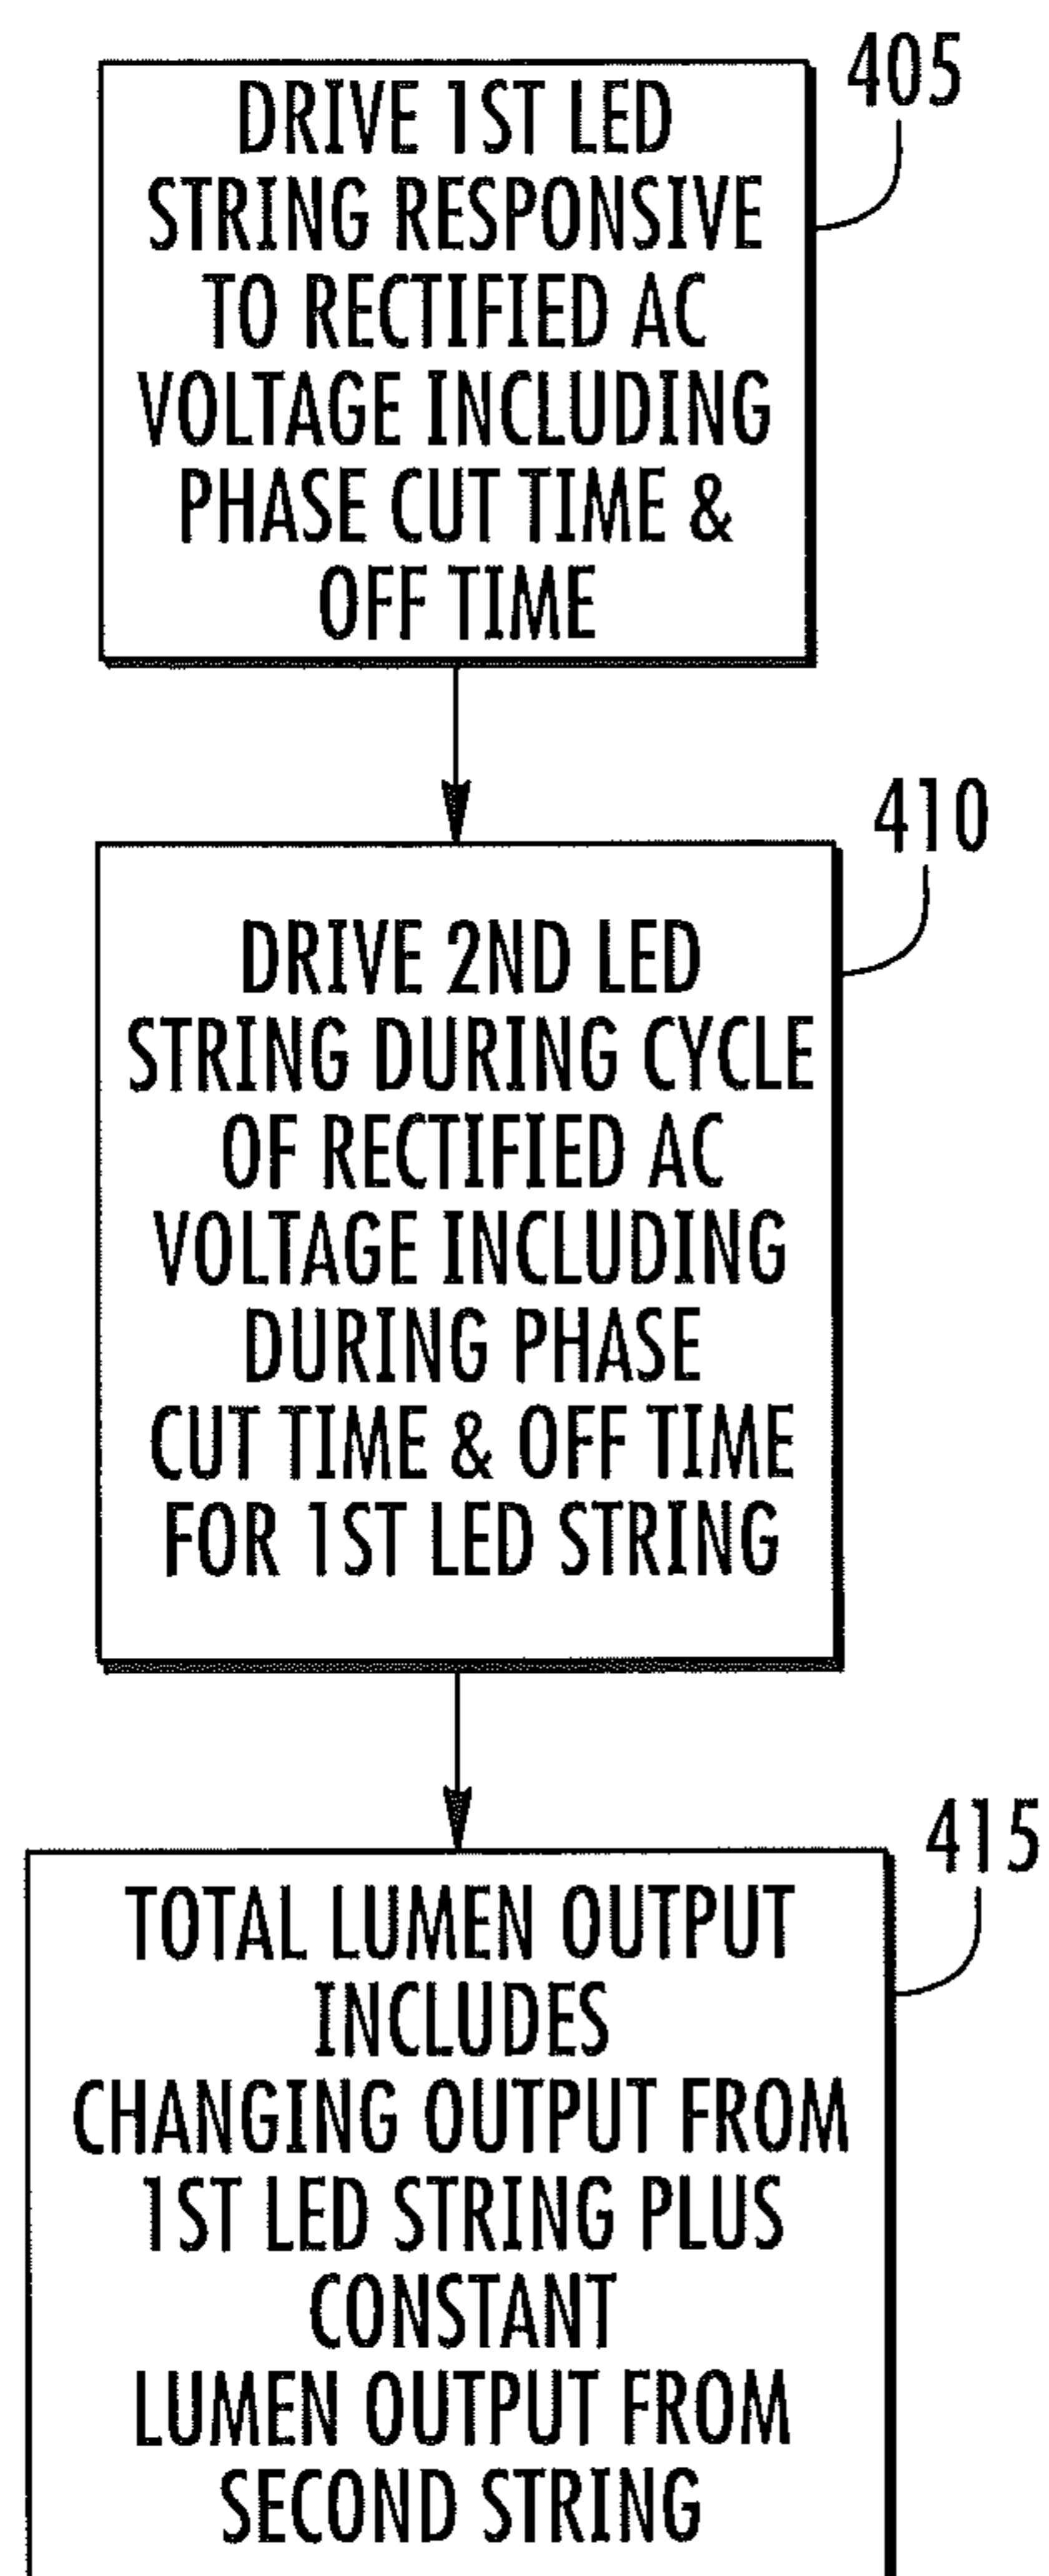 405
DRIVE 1ST LED
STRING RESPONSIVE
TO RECTIFIED AC
VOLTAGE INCLUDING
PHASE CUT TIME &
OFF TIME
410
DRIVE 2ND LED
STRING DURING CYCLE
OF RECTIFIED AC
VOLTAGE INCLUDING
DURING PHASE
CUT TIME & OFF TIME
FOR 1ST LED STRING
415
TOTAL LUMEN OUTPUT
INCLUDES
CHANGING OUTPUT FROM
1ST LED STRING PLUS
CONSTANT
LUMEN OUTPUT FROM
SECOND STRING